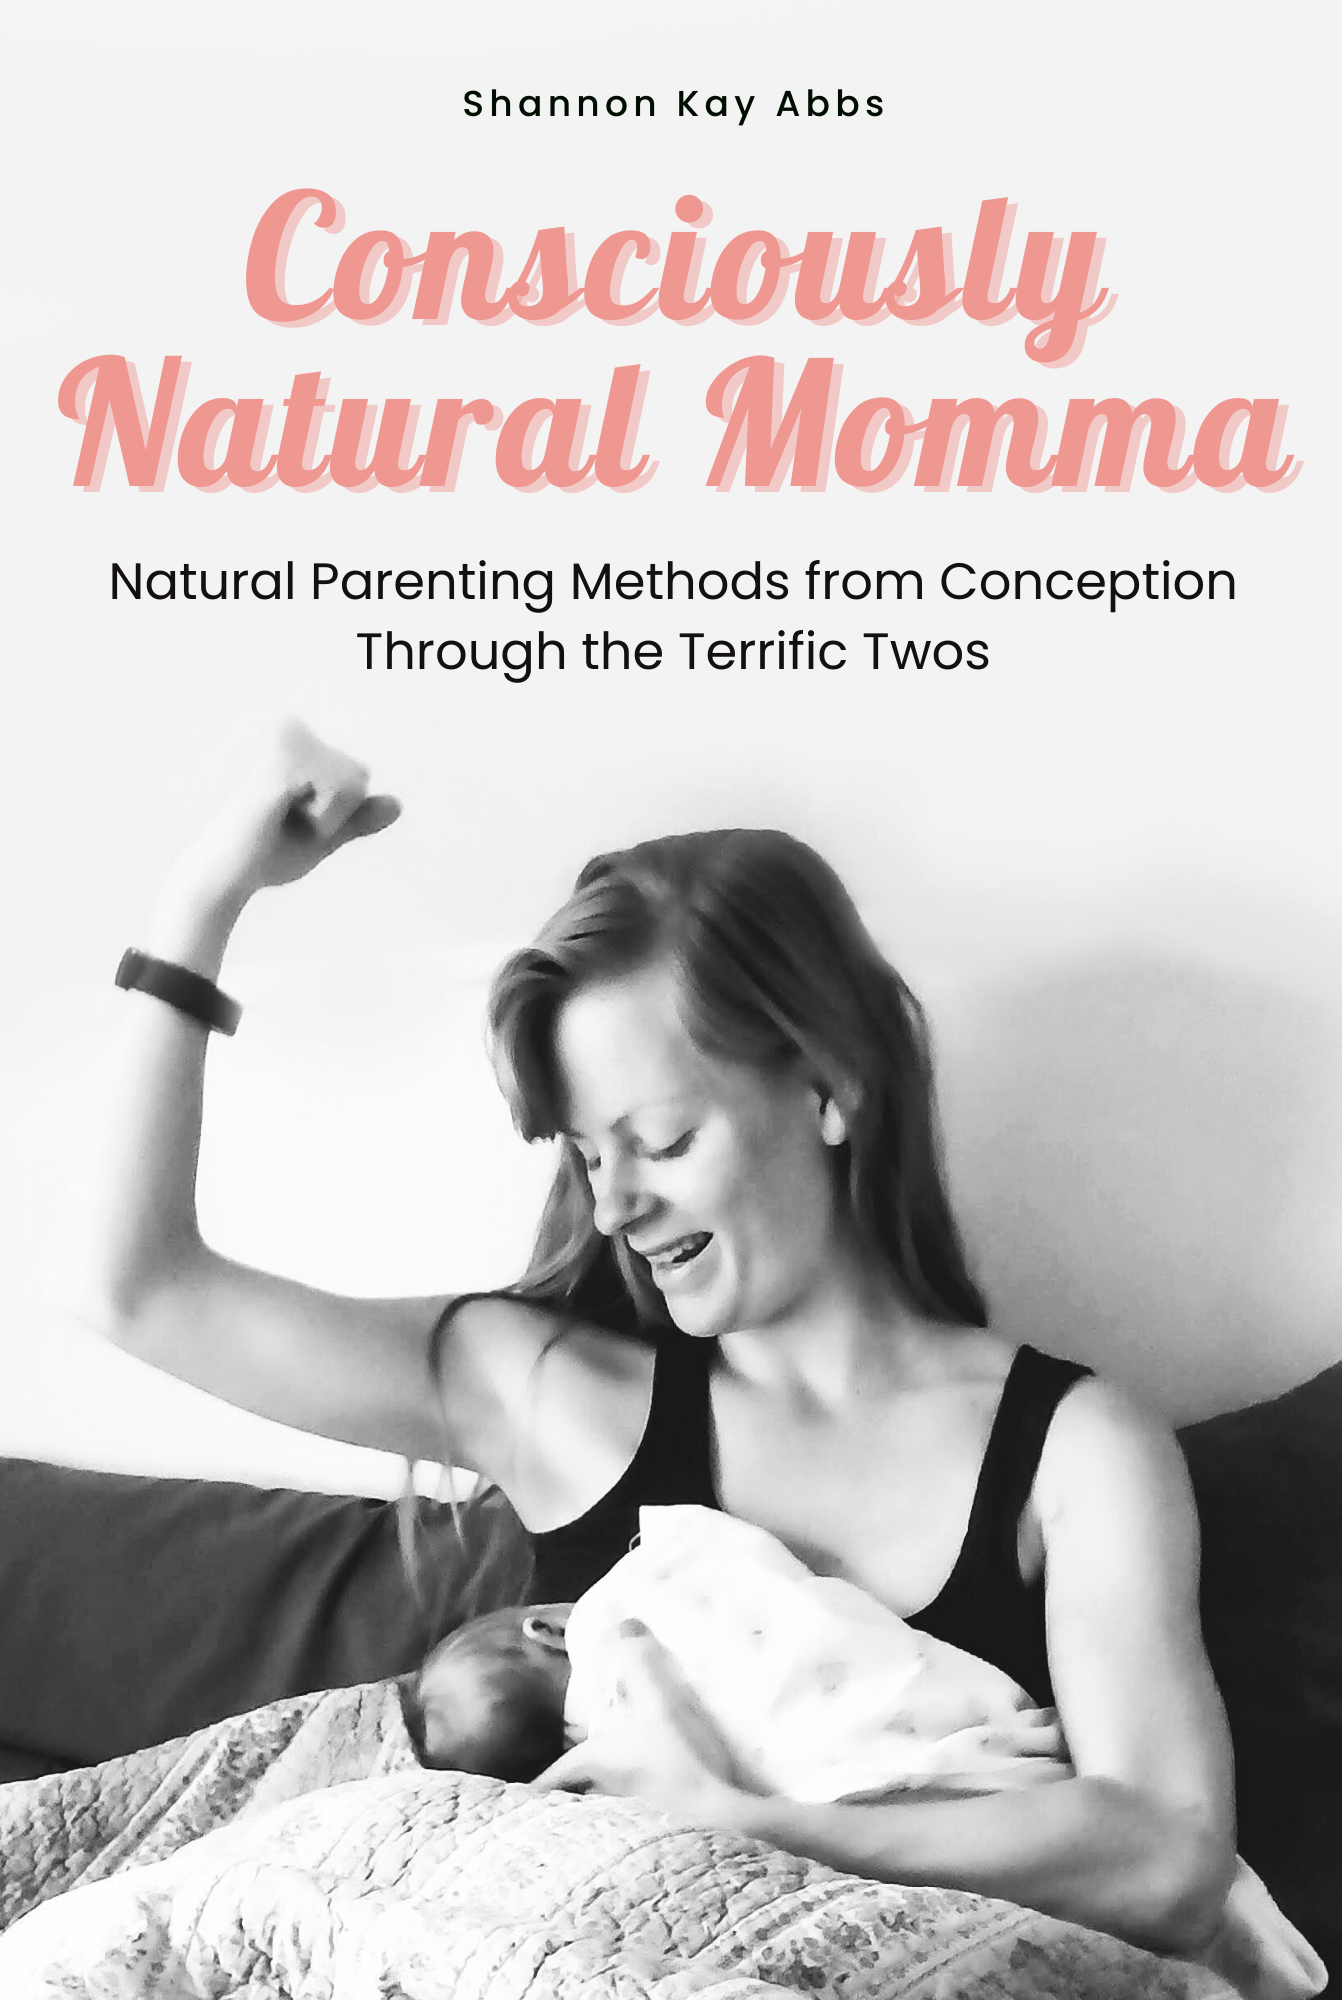 Shannon Kay Abbs
Consciously
Natural Momma
Natural Parenting Methods from Conception
Through the Terrific Twos